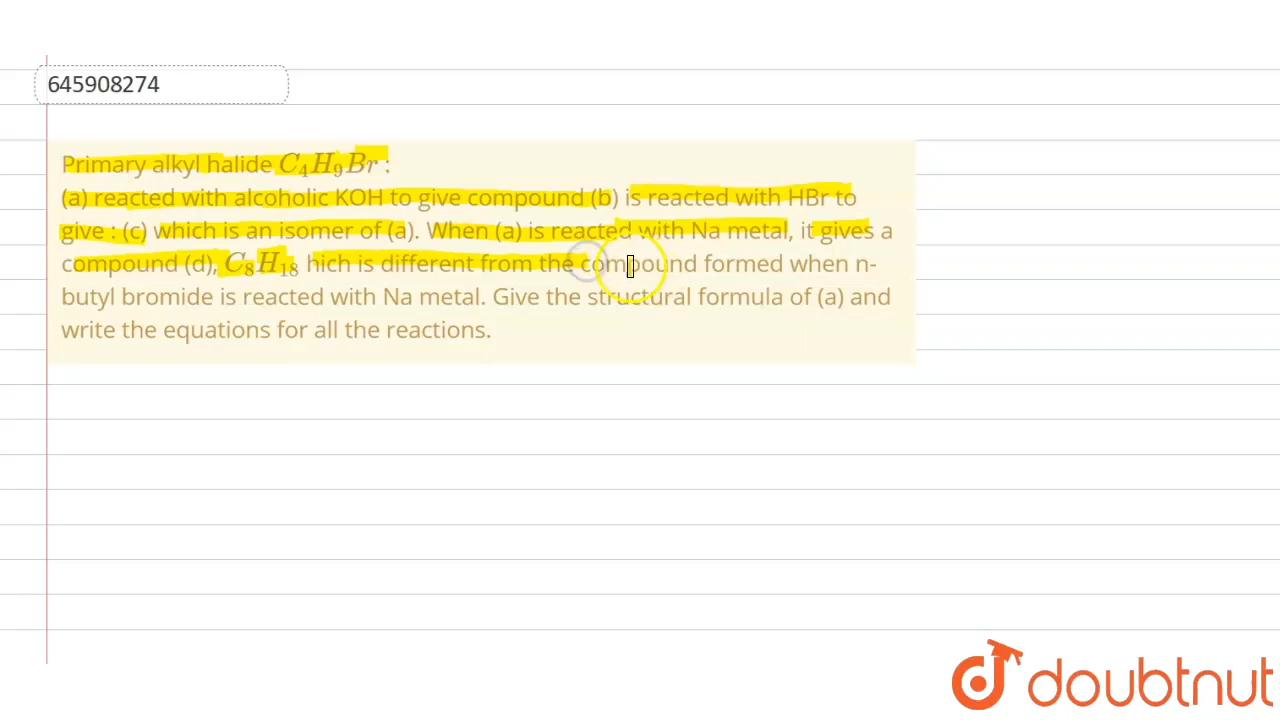 645908274
Primary alkyl halide C₄H₉Br :
(a) reacted with alcoholic KOH to give compound (b) is reacted with HBr to
give : (c) which is an isomer of (a). When (a) is reacted with Na metal, it gives a
compound (d), C₈H₁₈ hich is different from the compound formed when n-
butyl bromide is reacted with Na metal. Give the structural formula of (a) and
write the equations for all the reactions.
doubtnut